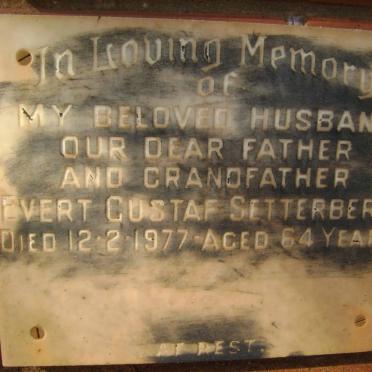 In Loving Memory
of
MY BELOVED HUSBAN
OUR DEAR FATHER
AND GRANDFATHER
EVERT GUSTAF SETTERBER
DIED 12-2-1977-AGED 64 YEAR
AT REST.